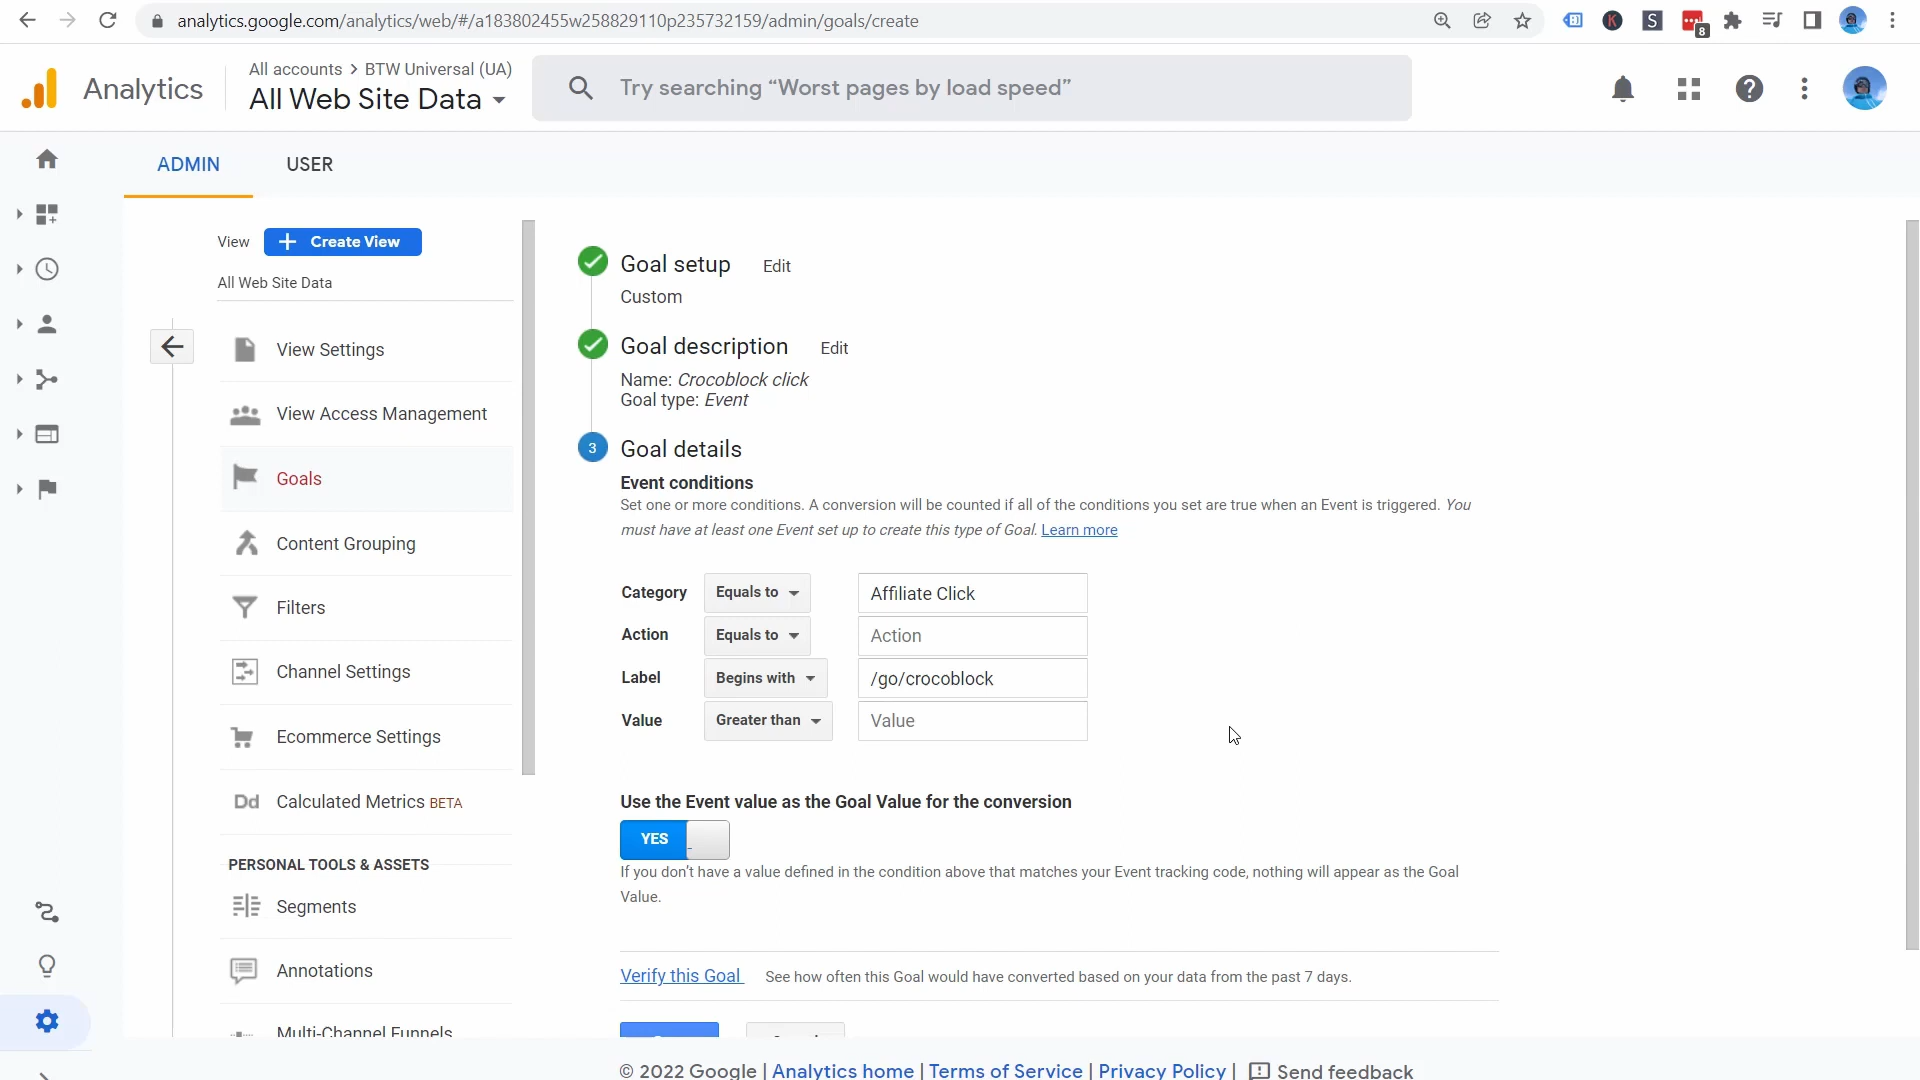 analytics.google.com/analytics/web/#/a183802455w258829110p235732159/admin/goals/create
K
S
8
Analytics
All accounts > BTW Universal (UA)
All Web Site Data
Try searching “Worst pages by load speed”
ADMIN
USER
View
Create View
All Web Site Data
View Settings
View Access Management
Goals
Content Grouping
Filters
Channel Settings
Ecommerce Settings
Dd Calculated Metrics BETA
PERSONAL TOOLS & ASSETS
Segments
Annotations
Multi-Channel Funnels
Goal setup Edit
Custom
Goal description Edit
Name: Crocoblock click
Goal type: Event
3 Goal details
Event conditions
Set one or more conditions. A conversion will be counted if all of the conditions you set are true when an Event is triggered. You
must have at least one Event set up to create this type of Goal. Learn more
Category Equals to Affiliate Click
Action Equals to Action
Label Begins with /go/crocoblock
Value Greater than Value
Use the Event value as the Goal Value for the conversion
YES
If you don’t have a value defined in the condition above that matches your Event tracking code, nothing will appear as the Goal
Value.
Verify this Goal See how often this Goal would have converted based on your data from the past 7 days.
© 2022 Google | Analytics home | Terms of Service | Privacy Policy | Send feedback